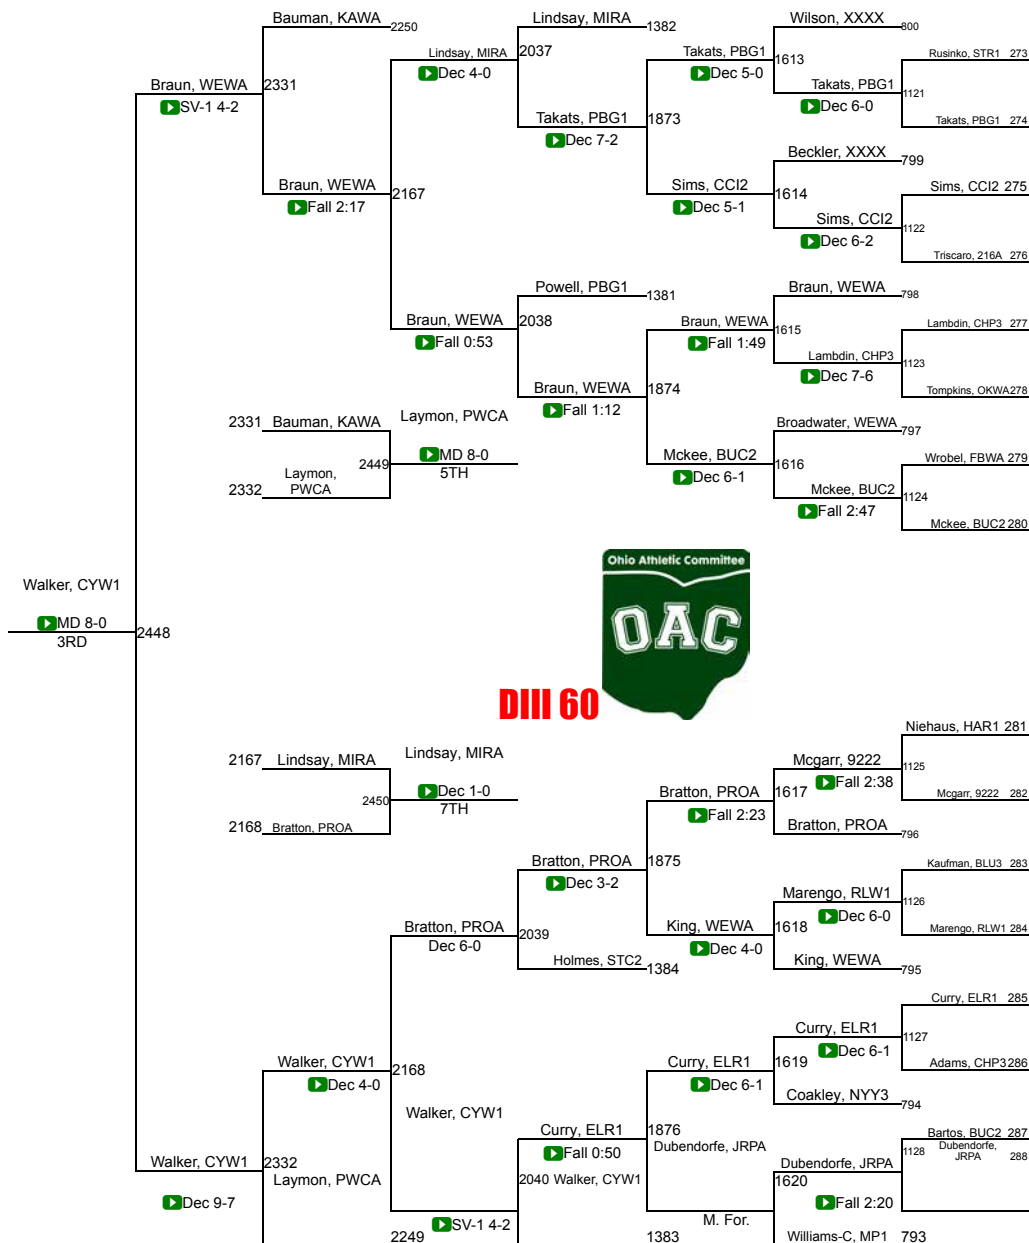 Bauman, KAWA
2250
Lindsay, MIRA
1382
Wilson, XXXX
800
Lindsay, MIRA
2037
Dec 4-0
Takats, PBG1
1613
Dec 5-0
Rusinko, STR1 273
Braun, WEWA
2331
SV-1 4-2
Takats, PBG1
1121
Dec 6-0
Takats, PBG1
1873
Dec 7-2
Takats, PBG1 274
Beckler, XXXX
799
Braun, WEWA
2167
Fall 2:17
Sims, CCI2
1614
Dec 5-1
Sims, CCI2 275
Sims, CCI2
1122
Dec 6-2
Triscaro, 216A 276
Powell, PBG1
1381
Braun, WEWA
798
Braun, WEWA
2038
Fall 0:53
Braun, WEWA
1615
Fall 1:49
Lambdin, CHP3 277
Lambdin, CHP3
1123
Dec 7-6
Braun, WEWA
1874
Fall 1:12
Tompkins, OKWA278
2331 Bauman, KAWA
Laymon, PWCA
Broadwater, WEWA
797
MD 8-0
2449
5TH
Mckee, BUC2
1616
Dec 6-1
Wrobel, FBWA 279
Laymon,
PWCA
2332
Mckee, BUC2
1124
Fall 2:47
Mckee, BUC2 280
Ohio Athletic Committee
OAC
Walker, CYW1
MD 8-0
2448
3RD
DIII 60
Niehaus, HAR1 281
2167 Lindsay, MIRA
Lindsay, MIRA
Mcgarr, 9222
1125
Fall 2:38
Dec 1-0
2450
7TH
Bratton, PROA
1617
Fall 2:23
Mcgarr, 9222 282
2168 Bratton, PROA
Bratton, PROA
796
Bratton, PROA
1875
Dec 3-2
Kaufman, BLU3 283
Marengo, RLW1
1126
Dec 6-0
Bratton, PROA
2039
Dec 6-0
King, WEWA
1618
Dec 4-0
Marengo, RLW1 284
Holmes, STC2
1384
King, WEWA
795
Curry, ELR1 285
Curry, ELR1
1127
Dec 6-1
Walker, CYW1
2168
Dec 4-0
Curry, ELR1
1619
Dec 6-1
Adams, CHP3286
Coakley, NYY3
794
Walker, CYW1
Curry, ELR1
1876
Fall 0:50
Dubendorfe, JRPA
Bartos, BUC2 287
1128
Dubendorfe,
JRPA
288
Walker, CYW1
2332
Dec 9-7
Laymon, PWCA
2040 Walker, CYW1
Dubendorfe, JRPA
1620
Fall 2:20
SV-1 4-2
2249
M. For.
1383
Williams-C, MP1 793